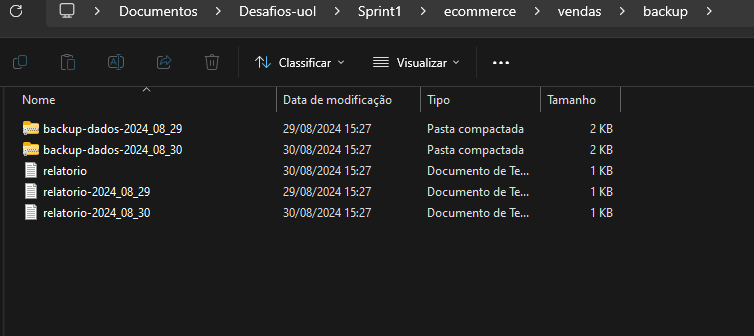 Documentos > Desafios-uol > Sprint1 > ecommerce > vendas > backup >
Classificar Visualizar
Nome Data de modificação Tipo Tamanho
backup-dados-2024_08_29 29/08/2024 15:27 Pasta compactada 2 KB
backup-dados-2024_08_30 30/08/2024 15:27 Pasta compactada 2 KB
relatorio 30/08/2024 15:27 Documento de Te... 1 KB
relatorio-2024_08_29 29/08/2024 15:27 Documento de Te... 1 KB
relatorio-2024_08_30 30/08/2024 15:27 Documento de Te... 1 KB